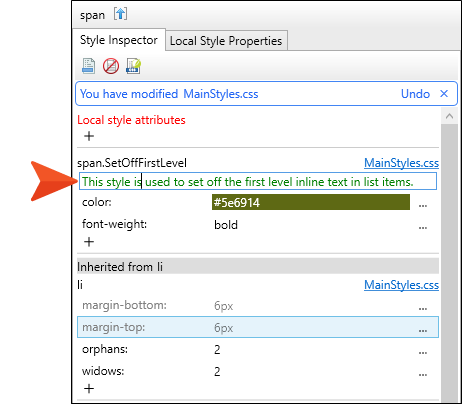 span
Style Inspector Local Style Properties
You have modified MainStyles.css Undo ×
Local style attributes
+
span.SetOffFirstLevel MainStyles.css
This style is used to set off the first level inline text in list items.
color: #5e6914 ...
font-weight: bold ...
+
Inherited from li
li MainStyles.css
margin-bottom: 6px ...
margin-top: 6px ...
orphans: 2 ...
widows: 2 ...
+